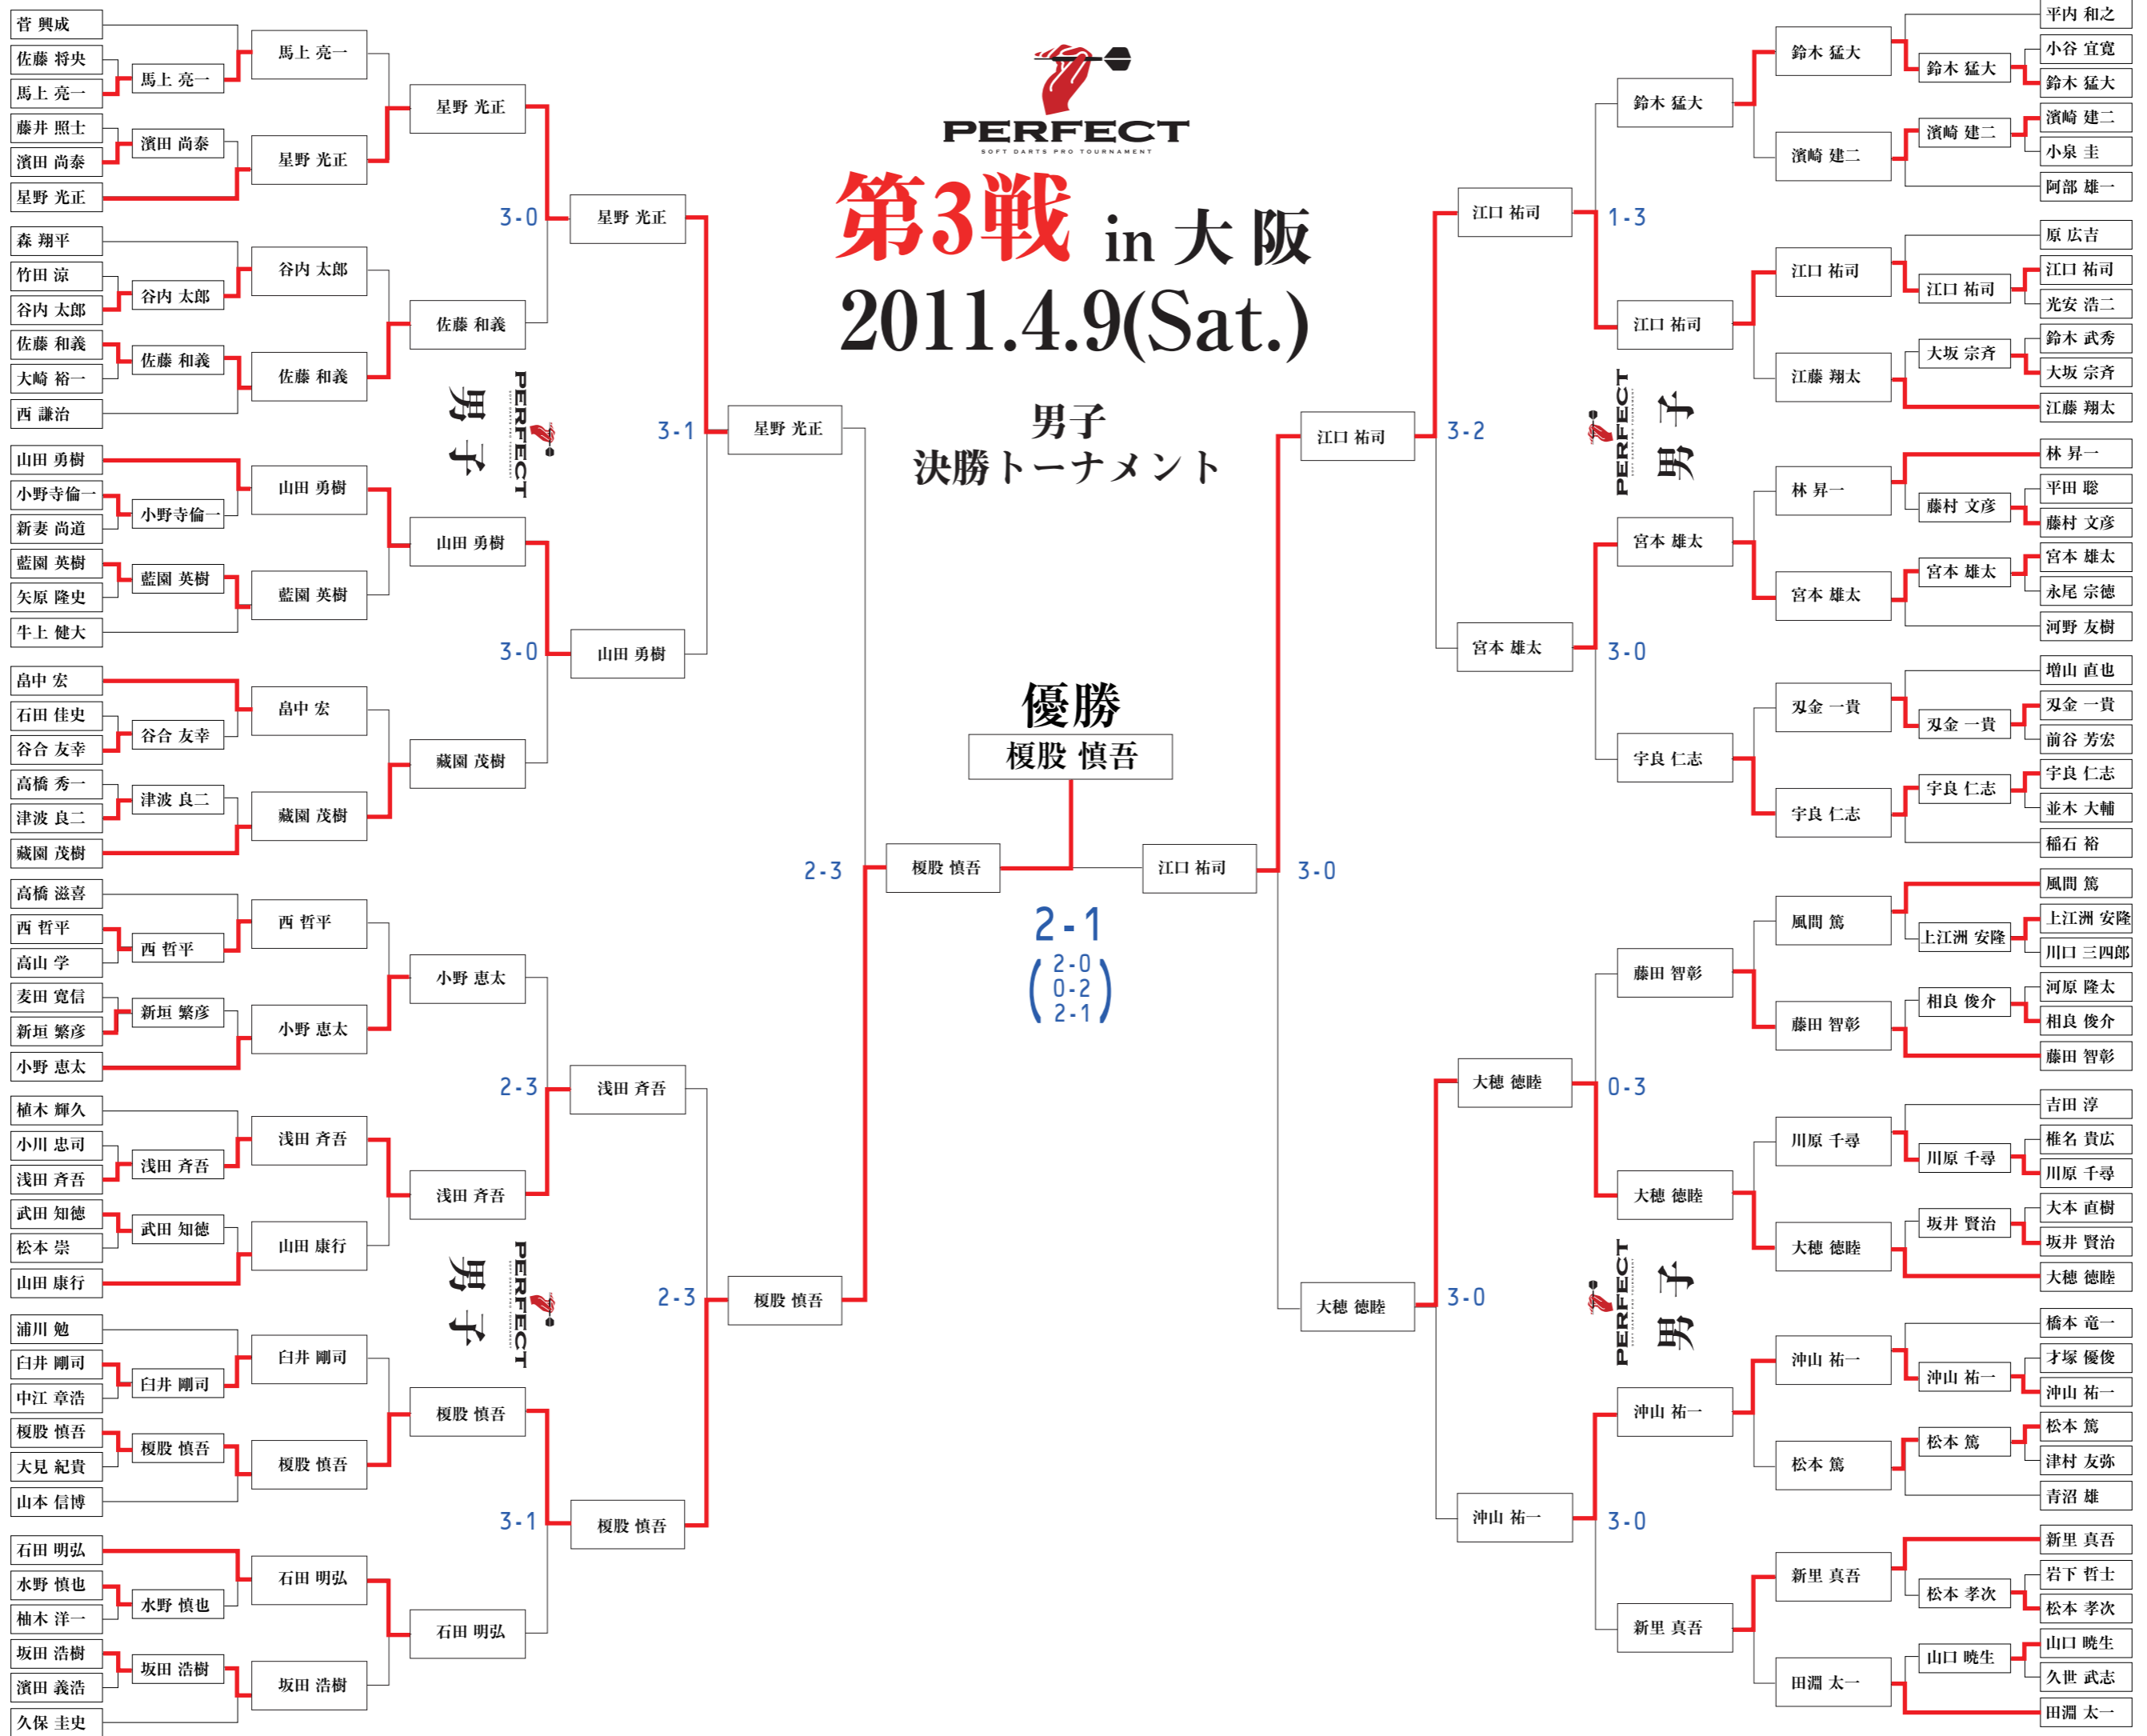 PERFECT
SOFT DARTS PRO TOURNAMENT
第3戦 in 大阪
2011.4.9(Sat.)
男子
決勝トーナメント
優勝
榎股 慎吾
2-1
2-0
0-2
2-1
菅 興成
佐藤 将央
馬上 亮一
藤井 照士
濱田 尚泰
星野 光正
森 翔平
竹田 涼
谷内 太郎
佐藤 和義
大崎 裕一
西 謙治
山田 勇樹
小野寺倫一
新妻 尚道
藍園 英樹
矢原 隆史
牛上 健大
畠中 宏
石田 佳史
谷合 友幸
高橋 秀一
津波 良二
藏園 茂樹
高橋 滋喜
西 哲平
高山 学
麦田 寛信
新垣 繁彦
小野 恵太
植木 輝久
小川 忠司
浅田 斉吾
武田 知徳
松本 崇
山田 康行
浦川 勉
臼井 剛司
中江 章浩
榎股 慎吾
大見 紀貴
山本 信博
石田 明弘
水野 慎也
柚木 洋一
坂田 浩樹
濱田 義浩
久保 圭史
馬上 亮一
濱田 尚泰
谷内 太郎
佐藤 和義
小野寺倫一
藍園 英樹
谷合 友幸
津波 良二
西 哲平
新垣 繁彦
浅田 斉吾
武田 知徳
臼井 剛司
榎股 慎吾
水野 慎也
坂田 浩樹
馬上 亮一
星野 光正
谷内 太郎
佐藤 和義
山田 勇樹
藍園 英樹
畠中 宏
藏園 茂樹
西 哲平
小野 恵太
浅田 斉吾
山田 康行
臼井 剛司
榎股 慎吾
石田 明弘
坂田 浩樹
星野 光正
佐藤 和義
男子
PERFECT
山田 勇樹
藏園 茂樹
小野 恵太
浅田 斉吾
男子
PERFECT
榎股 慎吾
石田 明弘
3-0
3-0
2-3
3-1
星野 光正
山田 勇樹
浅田 斉吾
榎股 慎吾
3-1
2-3
星野 光正
榎股 慎吾
2-3
榎股 慎吾
江口 祐司
3-0
江口 祐司
大穂 徳睦
3-2
3-0
江口 祐司
宮本 雄太
大穂 徳睦
沖山 祐一
1-3
3-0
0-3
3-0
鈴木 猛大
江口 祐司
PERFECT
男子
宮本 雄太
宇良 仁志
藤田 智彰
大穂 徳睦
PERFECT
男子
沖山 祐一
新里 真吾
鈴木 猛大
濱崎 建二
江口 祐司
江藤 翔太
林 昇一
宮本 雄太
刄金 一貴
宇良 仁志
風間 篤
藤田 智彰
川原 千尋
大穂 徳睦
沖山 祐一
松本 篤
新里 真吾
田淵 太一
鈴木 猛大
濱崎 建二
江口 祐司
大坂 宗斉
藤村 文彦
宮本 雄太
刄金 一貴
宇良 仁志
上江洲 安隆
相良 俊介
川原 千尋
坂井 賢治
沖山 祐一
松本 篤
松本 孝次
山口 暁生
平内 和之
小谷 宜寛
鈴木 猛大
濱崎 建二
小泉 圭
阿部 雄一
原 広吉
江口 祐司
光安 浩二
鈴木 武秀
大坂 宗斉
江藤 翔太
林 昇一
平田 聡
藤村 文彦
宮本 雄太
永尾 宗徳
河野 友樹
増山 直也
刄金 一貴
前谷 芳宏
宇良 仁志
並木 大輔
稲石 裕
風間 篤
上江洲 安隆
川口 三四郎
河原 隆太
相良 俊介
藤田 智彰
吉田 淳
椎名 貴広
川原 千尋
大本 直樹
坂井 賢治
大穂 徳睦
橋本 竜一
才塚 優俊
沖山 祐一
松本 篤
津村 友弥
青沼 雄
新里 真吾
岩下 哲士
松本 孝次
山口 暁生
久世 武志
田淵 太一